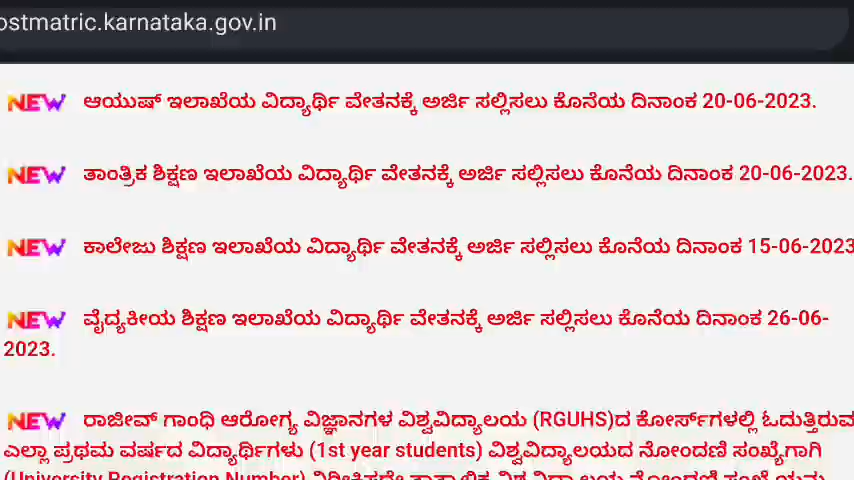 ostmatric.karnataka.gov.in
NEW ಆಯುಷ್ ಇಲಾಖೆಯ ವಿದ್ಯಾರ್ಥಿ ವೇತನಕ್ಕೆ ಅರ್ಜಿ ಸಲ್ಲಿಸಲು ಕೊನೆಯ ದಿನಾಂಕ 20-06-2023.
NEW ತಾಂತ್ರಿಕ ಶಿಕ್ಷಣ ಇಲಾಖೆಯ ವಿದ್ಯಾರ್ಥಿ ವೇತನಕ್ಕೆ ಅರ್ಜಿ ಸಲ್ಲಿಸಲು ಕೊನೆಯ ದಿನಾಂಕ 20-06-2023.
NEW ಕಾಲೇಜು ಶಿಕ್ಷಣ ಇಲಾಖೆಯ ವಿದ್ಯಾರ್ಥಿ ವೇತನಕ್ಕೆ ಅರ್ಜಿ ಸಲ್ಲಿಸಲು ಕೊನೆಯ ದಿನಾಂಕ 15-06-2023
NEW ವೈದ್ಯಕೀಯ ಶಿಕ್ಷಣ ಇಲಾಖೆಯ ವಿದ್ಯಾರ್ಥಿ ವೇತನಕ್ಕೆ ಅರ್ಜಿ ಸಲ್ಲಿಸಲು ಕೊನೆಯ ದಿನಾಂಕ 26-06-
2023.
NEW ರಾಜೀವ್ ಗಾಂಧಿ ಆರೋಗ್ಯ ವಿಜ್ಞಾನಗಳ ವಿಶ್ವವಿದ್ಯಾಲಯ (RGUHS)ದ ಕೋರ್ಸ್‌ಗಳಲ್ಲಿ ಓದುತ್ತಿರುವ
ಎಲ್ಲಾ ಪ್ರಥಮ ವರ್ಷದ ವಿದ್ಯಾರ್ಥಿಗಳು (1st year students) ವಿಶ್ವವಿದ್ಯಾಲಯದ ನೋಂದಣಿ ಸಂಖ್ಯೆಗಾಗಿ
(University Registration Number)